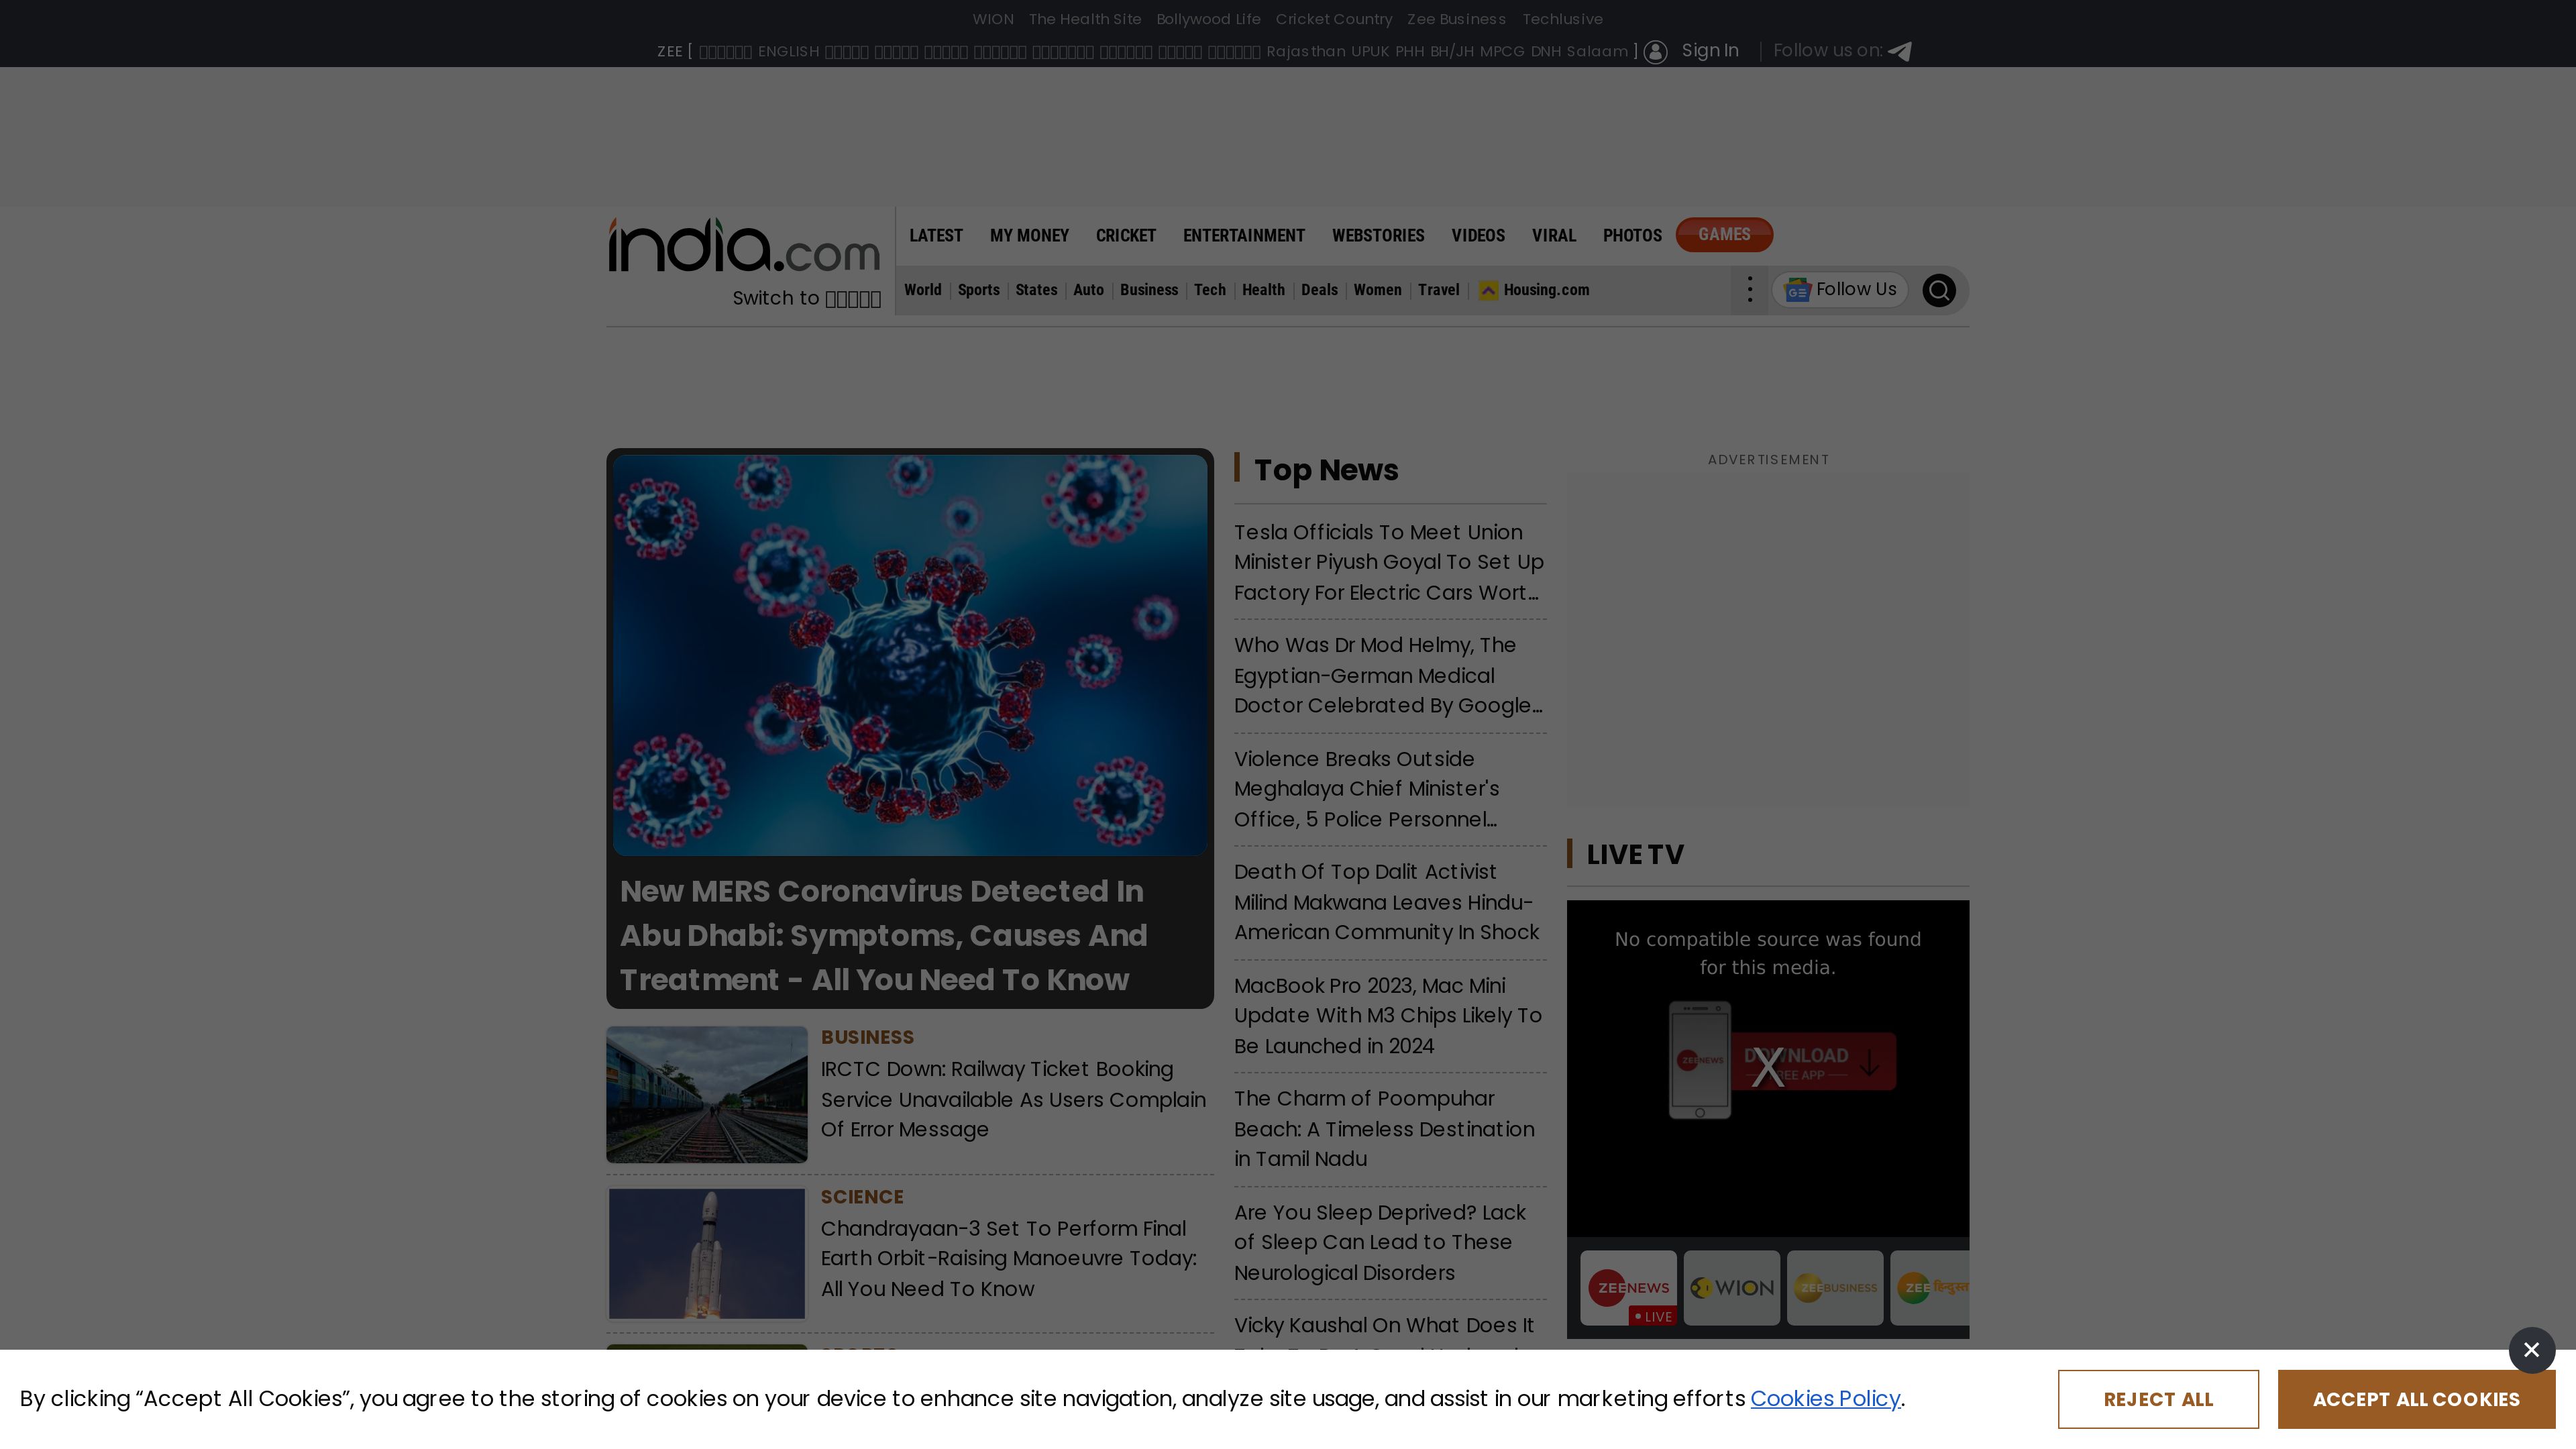 WION The Health Site Bollywood Life Cricket Country Zee Business Techlusive
ZEE [ ENGLISH Rajasthan UPUK PHH BH/JH MPCG DNH Salaam ] Sign In | Follow us on:
india.com
Switch to
LATEST MY MONEY CRICKET ENTERTAINMENT WEBSTORIES VIDEOS VIRAL PHOTOS GAMES
World | Sports | States | Auto | Business | Tech | Health | Deals | Women | Travel | Housing.com
GE Follow Us
New MERS Coronavirus Detected In
Abu Dhabi: Symptoms, Causes And
Treatment - All You Need To Know
BUSINESS
IRCTC Down: Railway Ticket Booking
Service Unavailable As Users Complain
Of Error Message
SCIENCE
Chandrayaan-3 Set To Perform Final
Earth Orbit-Raising Manoeuvre Today:
All You Need To Know
Top News
Tesla Officials To Meet Union
Minister Piyush Goyal To Set Up
Factory For Electric Cars Wort...
Who Was Dr Mod Helmy, The
Egyptian-German Medical
Doctor Celebrated By Google...
Violence Breaks Outside
Meghalaya Chief Minister's
Office, 5 Police Personnel...
Death Of Top Dalit Activist
Milind Makwana Leaves Hindu-
American Community In Shock
MacBook Pro 2023, Mac Mini
Update With M3 Chips Likely To
Be Launched in 2024
The Charm of Poompuhar
Beach: A Timeless Destination
in Tamil Nadu
Are You Sleep Deprived? Lack
of Sleep Can Lead to These
Neurological Disorders
Vicky Kaushal On What Does It
ADVERTISEMENT
LIVE TV
No compatible source was found
for this media.
ZEENEWS DOWNLOAD
FREE APP
X
ZEENEWS WION ZEEBUSINESS ZEE
LIVE
By clicking “Accept All Cookies”, you agree to the storing of cookies on your device to enhance site navigation, analyze site usage, and assist in our marketing efforts Cookies Policy.
REJECT ALL
ACCEPT ALL COOKIES